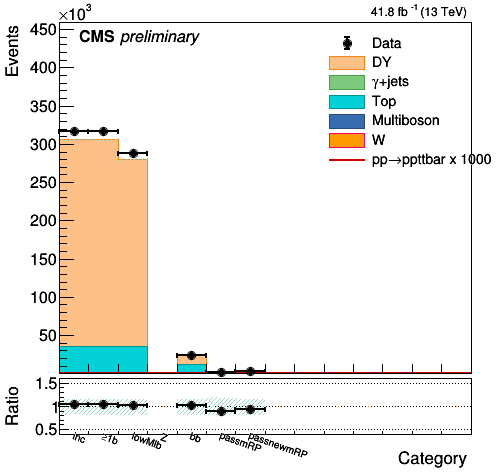 ×10³
41.8 fb⁻¹ (13 TeV)
Events
CMS preliminary
450
400
350
300
250
200
150
100
50
Data
DY
γ+jets
Top
Multiboson
W
pp→ppttbar x 1000
Ratio
1.5
1
0.5
inc
≥1b
lowMlb
Z
bb
passmRP
passnewmRP
Category